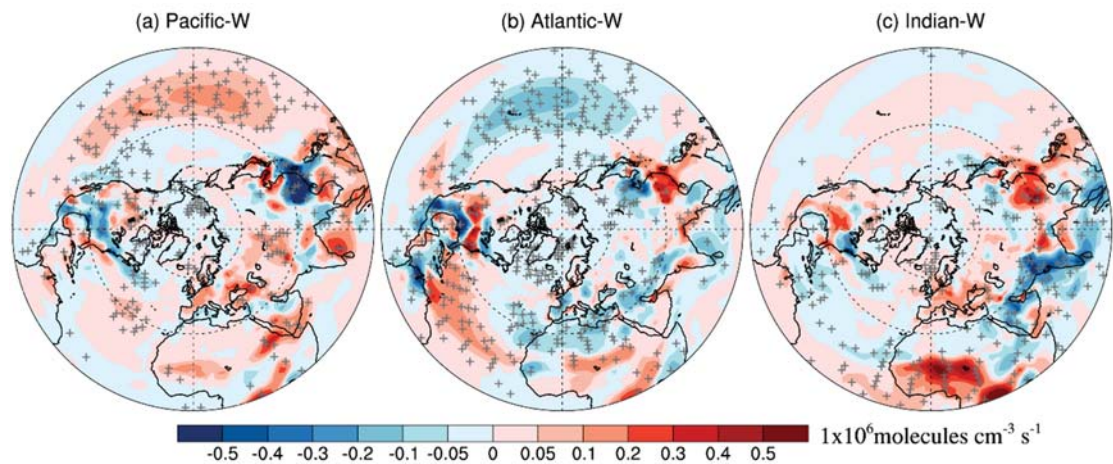 (a) Pacific-W (b) Atlantic-W (c) Indian-W
-0.5 -0.4 -0.3 -0.2 -0.1 -0.05 0 0.05 0.1 0.2 0.3 0.4 0.5 1x10⁶molecules cm⁻³ s⁻¹